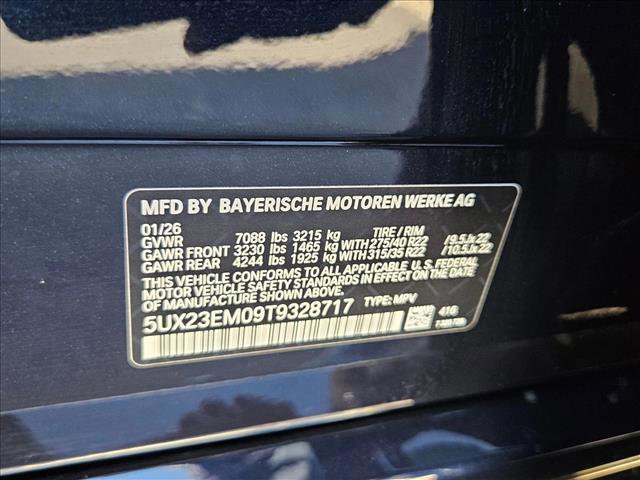 MFD BY BAYERISCHE MOTOREN WERKE AG
01/26 TIRE / RIM
GVWR 7088 lbs 3215 kg
GAWR FRONT 3230 lbs 1465 kg WITH 275/40 R22 /9.5Jx22
GAWR REAR 4244 lbs 1925 kg WITH 315/35 R22 /10.5Jx22
THIS VEHICLE CONFORMS TO ALL APPLICABLE U.S. FEDERAL
MOTOR VEHICLE SAFETY STANDARDS IN EFFECT ON THE DATE
OF MANUFACTURE SHOWN ABOVE.
5UX23EM09T9328717 TYPE: MPV
416